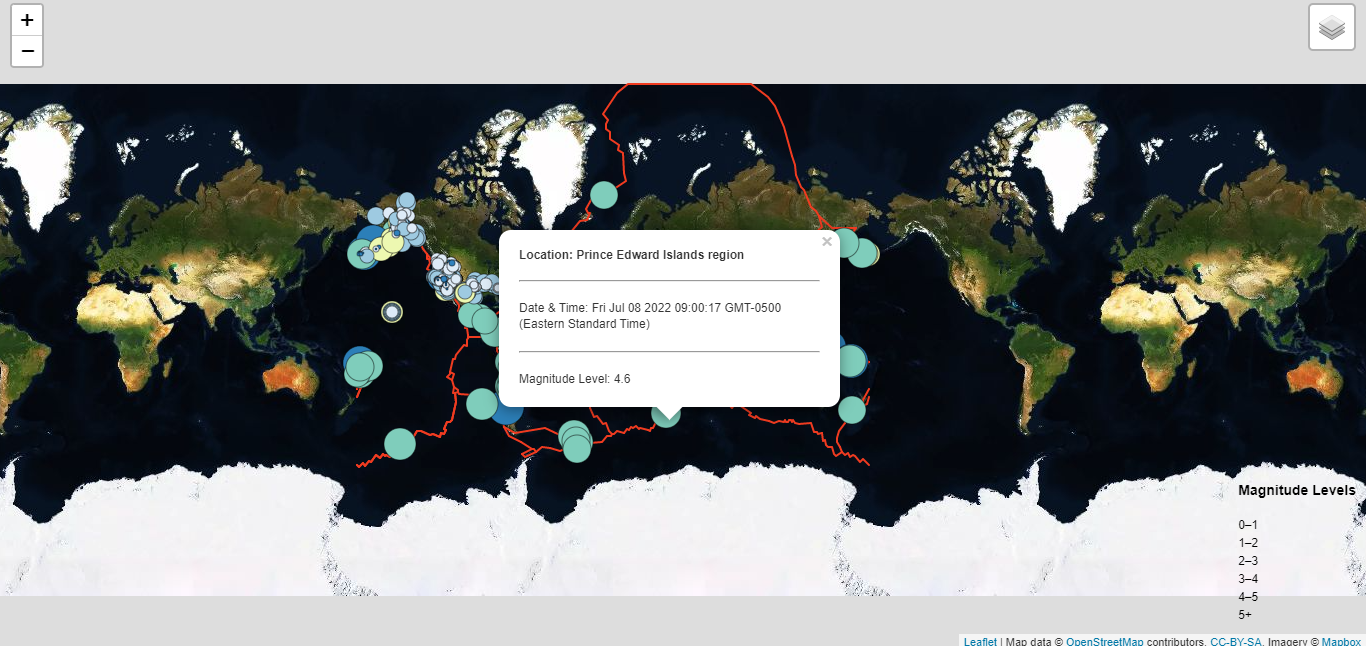 +
−
×
Location: Prince Edward Islands region
Date & Time: Fri Jul 08 2022 09:00:17 GMT-0500
(Eastern Standard Time)
Magnitude Level: 4.6
Magnitude Levels
0–1
1–2
2–3
3–4
4–5
5+
Leaflet | Map data © OpenStreetMap contributors, CC-BY-SA, Imagery © Mapbox